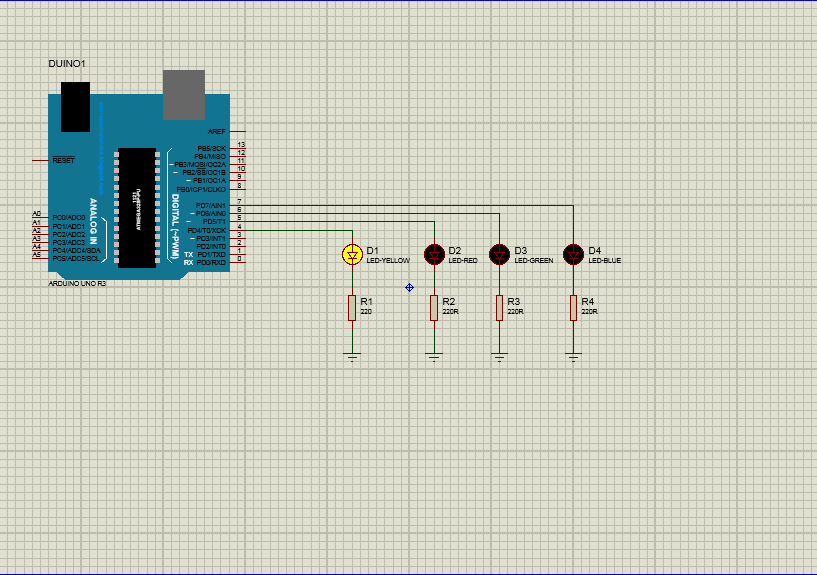 DUINO1
AREF
13
PB5/SCK
12
PB4/MISO
11
RESET
PB3/MOSI/OC2A
10
PB2/SS/OC1B
9
PB1/OC1A
8
PB0/ICP1/CLKO
7
PD7/AIN1
6
PD6/AIN0
5
PD5/T1
4
PD4/T0/XCK
3
PD3/INT1
2
PD2/INT0
1
TX PD1/TXD
0
RX PD0/RXD
DIGITAL (~PWM)
ANALOG IN
A0 PC0/ADC0
A1 PC1/ADC1
A2 PC2/ADC2
A3 PC3/ADC3
A4 PC4/ADC4/SDA
A5 PC5/ADC5/SCL
ARDUINO UNO R3
D1
LED-YELLOW
D2
LED-RED
D3
LED-GREEN
D4
LED-BLUE
R1
220
R2
220R
R3
220R
R4
220R